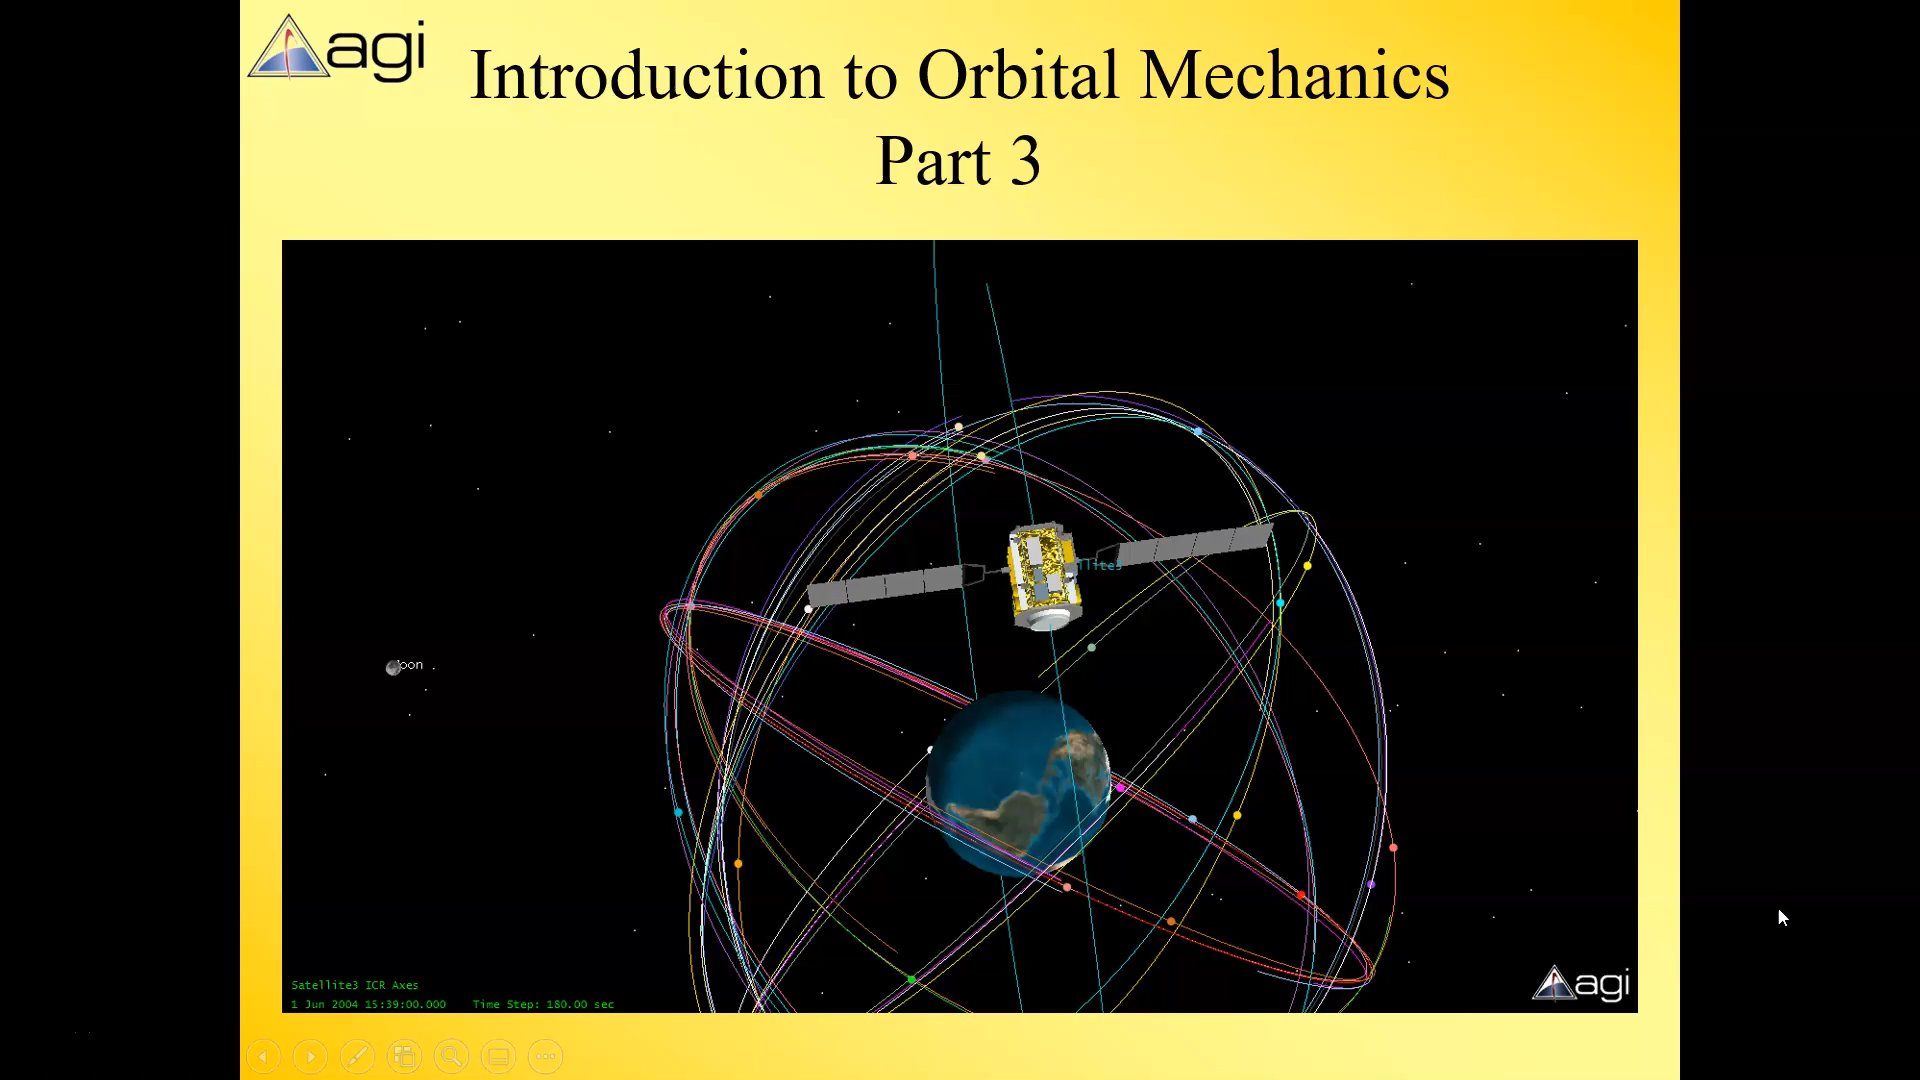 agi
Introduction to Orbital Mechanics
Part 3
Satellite3 ICR Axes
1 Jun 2004 15:39:00.000 Time Step: 180.00 sec
agi